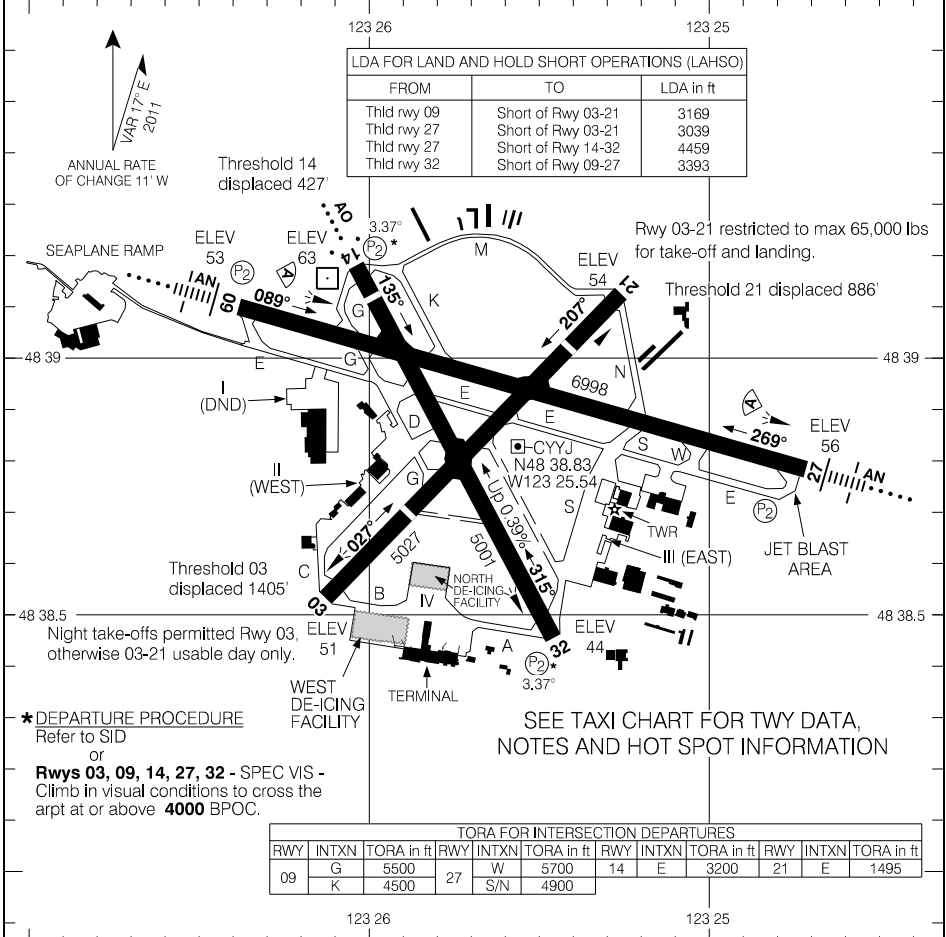 123 26
123 25
LDA FOR LAND AND HOLD SHORT OPERATIONS (LAHSO)
FROM TO LDA in ft
Thld rwy 09 Short of Rwy 03-21 3169
Thld rwy 27 Short of Rwy 03-21 3039
Thld rwy 27 Short of Rwy 14-32 4459
Thld rwy 32 Short of Rwy 09-27 3393
VAR 17° E
2011
ANNUAL RATE
OF CHANGE 11' W
Threshold 14
displaced 427'
AO
3.37°
P2 *
M
Rwy 03-21 restricted to max 65,000 lbs
for take-off and landing.
SEAPLANE RAMP
ELEV
53
P2
A
ELEV
63
14
ELEV
54
21
Threshold 21 displaced 886'
AN
09
089°
135°
G
K
207°
48 39
48 39
E
G
N
6998
E
E
I
(DND)
D
A
269°
ELEV
56
S
W
CYYJ
N48 38.83
W123 25.54
27
AN
II
(WEST)
G
Up 0.39%
S
E
P2
TWR
III (EAST)
JET BLAST
AREA
027°
5027
5001
315°
Threshold 03
displaced 1405'
C
B
IV
NORTH
DE-ICING
FACILITY
03
48 38.5
48 38.5
Night take-offs permitted Rwy 03,
otherwise 03-21 usable day only.
ELEV
51
A
32
ELEV
44
P2 *
3.37°
WEST
DE-ICING
FACILITY
TERMINAL
* DEPARTURE PROCEDURE
Refer to SID
or
Rwys 03, 09, 14, 27, 32 - SPEC VIS -
Climb in visual conditions to cross the
arpt at or above 4000 BPOC.
SEE TAXI CHART FOR TWY DATA,
NOTES AND HOT SPOT INFORMATION
TORA FOR INTERSECTION DEPARTURES
RWY INTXN TORA in ft RWY INTXN TORA in ft RWY INTXN TORA in ft RWY INTXN TORA in ft
09 G 5500 27 W 5700 14 E 3200 21 E 1495
K 4500 S/N 4900
123 26
123 25